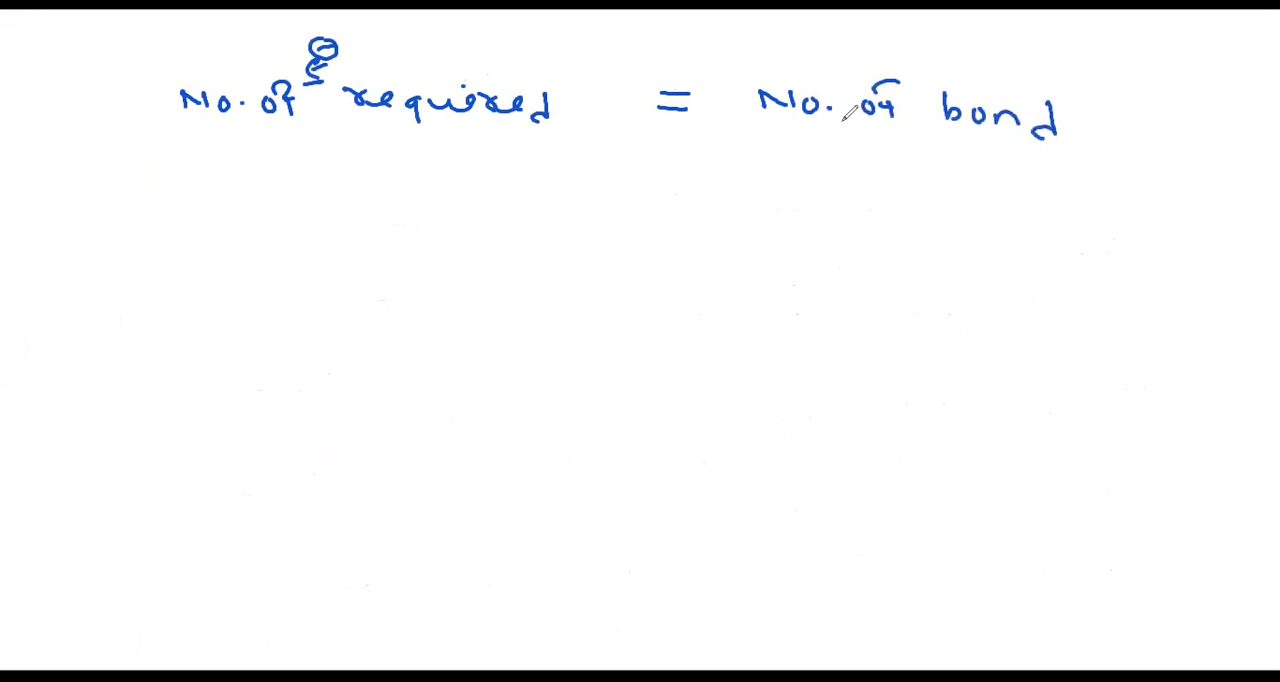 No. of e⊖ required = No. of bond